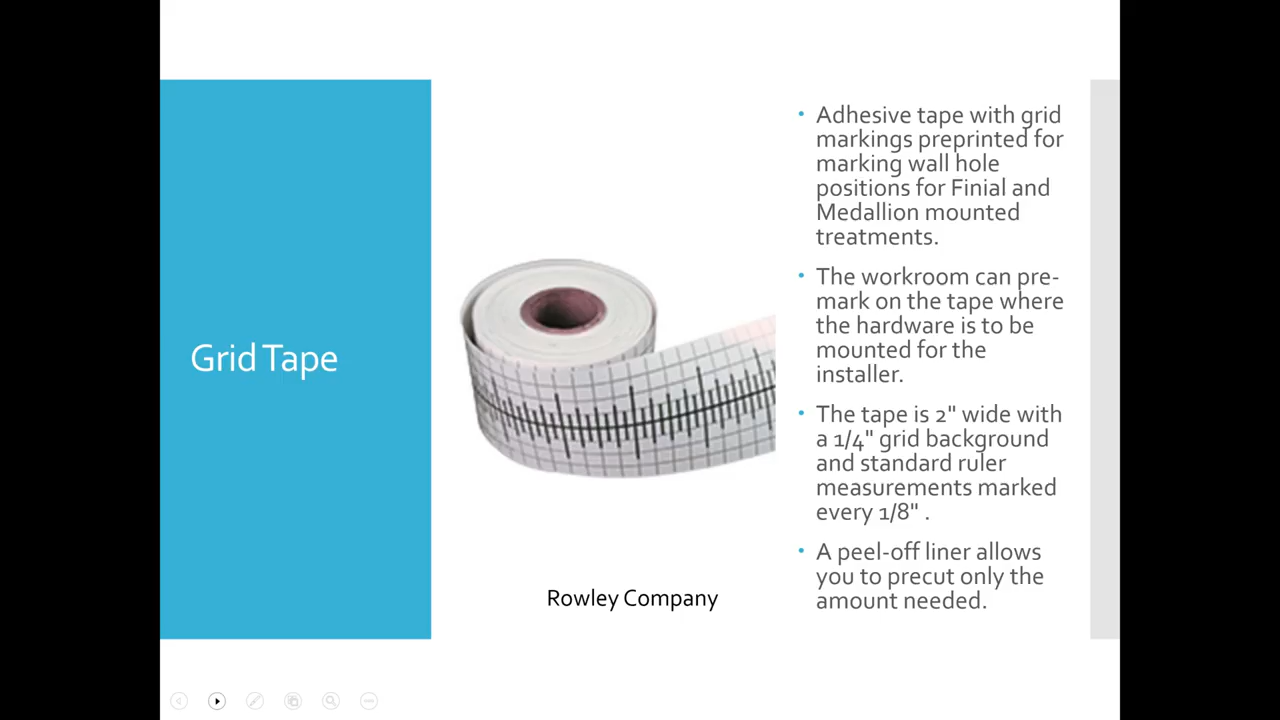 Grid Tape
Rowley Company
• Adhesive tape with grid
markings preprinted for
marking wall hole
positions for Finial and
Medallion mounted
treatments.
• The workroom can pre-
mark on the tape where
the hardware is to be
mounted for the
installer.
• The tape is 2" wide with
a 1/4" grid background
and standard ruler
measurements marked
every 1/8" .
• A peel-off liner allows
you to precut only the
amount needed.